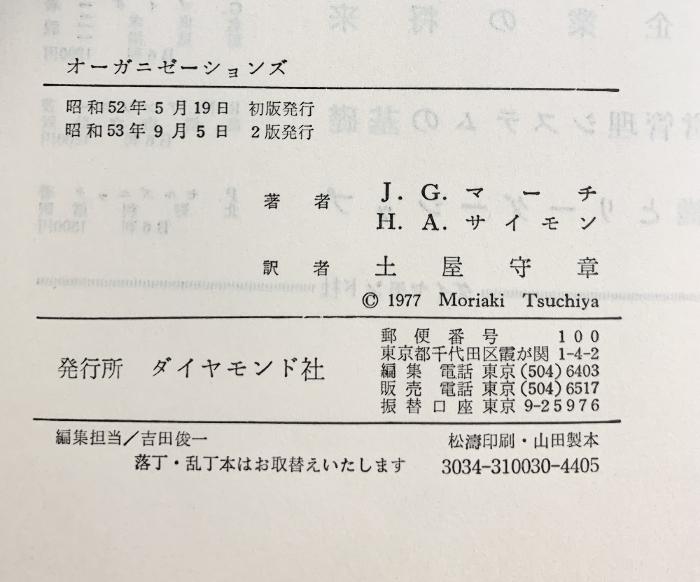 オーガニゼーションズ
昭和52年5月19日 初版発行
昭和53年9月5日 2版発行
著者 J.G.マーチ
H.A.サイモン
訳者 土屋守章
© 1977 Moriaki Tsuchiya
郵便番号 100
東京都千代田区霞が関 1-4-2
発行所 ダイヤモンド社
編集 電話 東京(504)6403
販売 電話 東京(504)6517
振替口座 東京 9-25976
編集担当/吉田俊一 松濤印刷・山田製本
落丁・乱丁本はお取替えいたします 3034-310030-4405